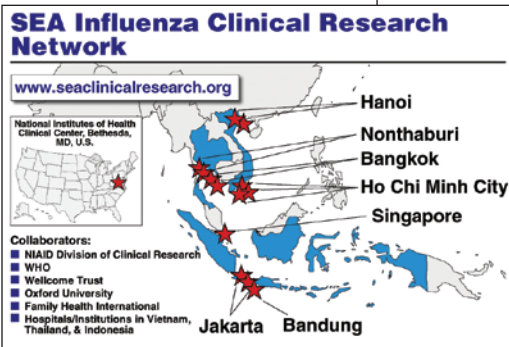 SEA Influenza Clinical Research
Network
www.seaclinicalresearch.org
National Institutes of Health
Clinical Center, Bethesda,
MD, U.S.
Hanoi
Nonthaburi
Bangkok
Ho Chi Minh City
Singapore
Collaborators:
■ NIAID Division of Clinical Research
■ WHO
■ Wellcome Trust
■ Oxford University
■ Family Health International
■ Hospitals/Institutions in Vietnam,
Thailand, & Indonesia
Jakarta
Bandung